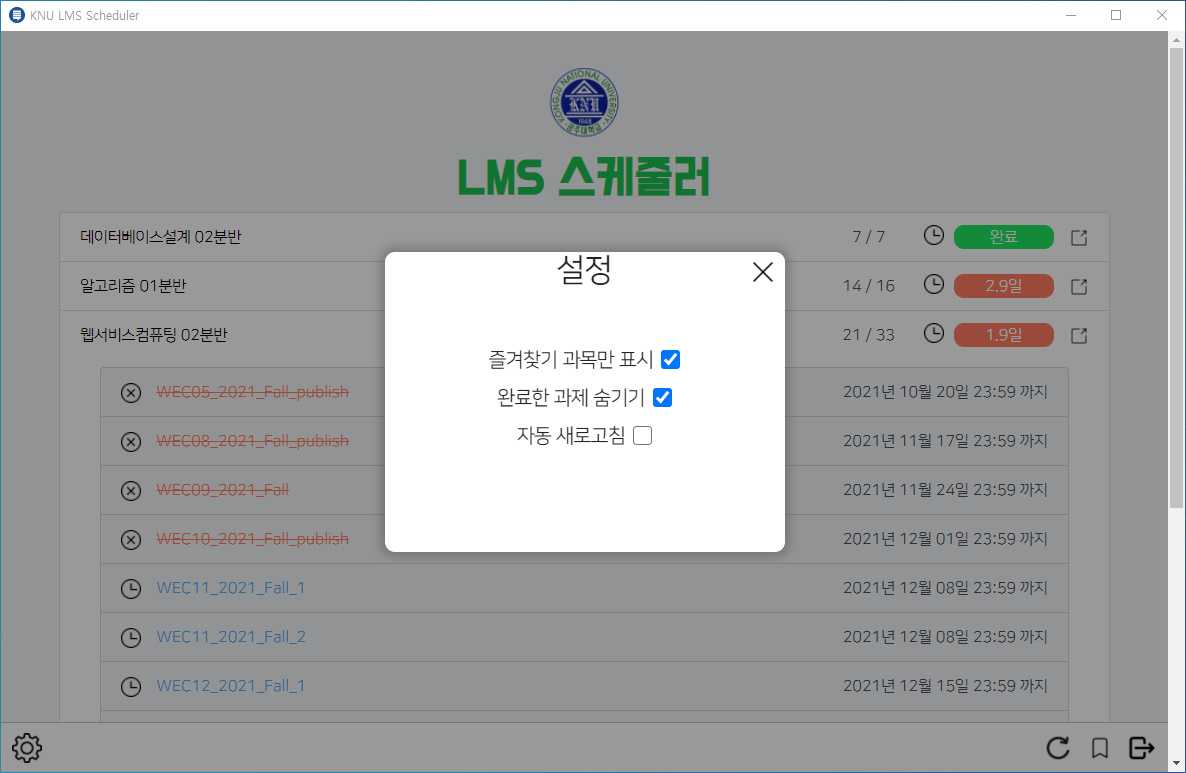 KNU LMS Scheduler
KONGJU NATIONAL UNIVERSITY
KNU
1948
공주대학교
LMS 스케줄러
데이터베이스설계 02분반 7 / 7 완료
알고리즘 01분반 14 / 16 2.9일
웹서비스컴퓨팅 02분반 21 / 33 1.9일
설정
즐겨찾기 과목만 표시
완료한 과제 숨기기
자동 새로고침
WEC05_2021_Fall_publish 2021년 10월 20일 23:59 까지
WEC08_2021_Fall_publish 2021년 11월 17일 23:59 까지
WEC09_2021_Fall 2021년 11월 24일 23:59 까지
WEC10_2021_Fall_publish 2021년 12월 01일 23:59 까지
WEC11_2021_Fall_1 2021년 12월 08일 23:59 까지
WEC11_2021_Fall_2 2021년 12월 08일 23:59 까지
WEC12_2021_Fall_1 2021년 12월 15일 23:59 까지